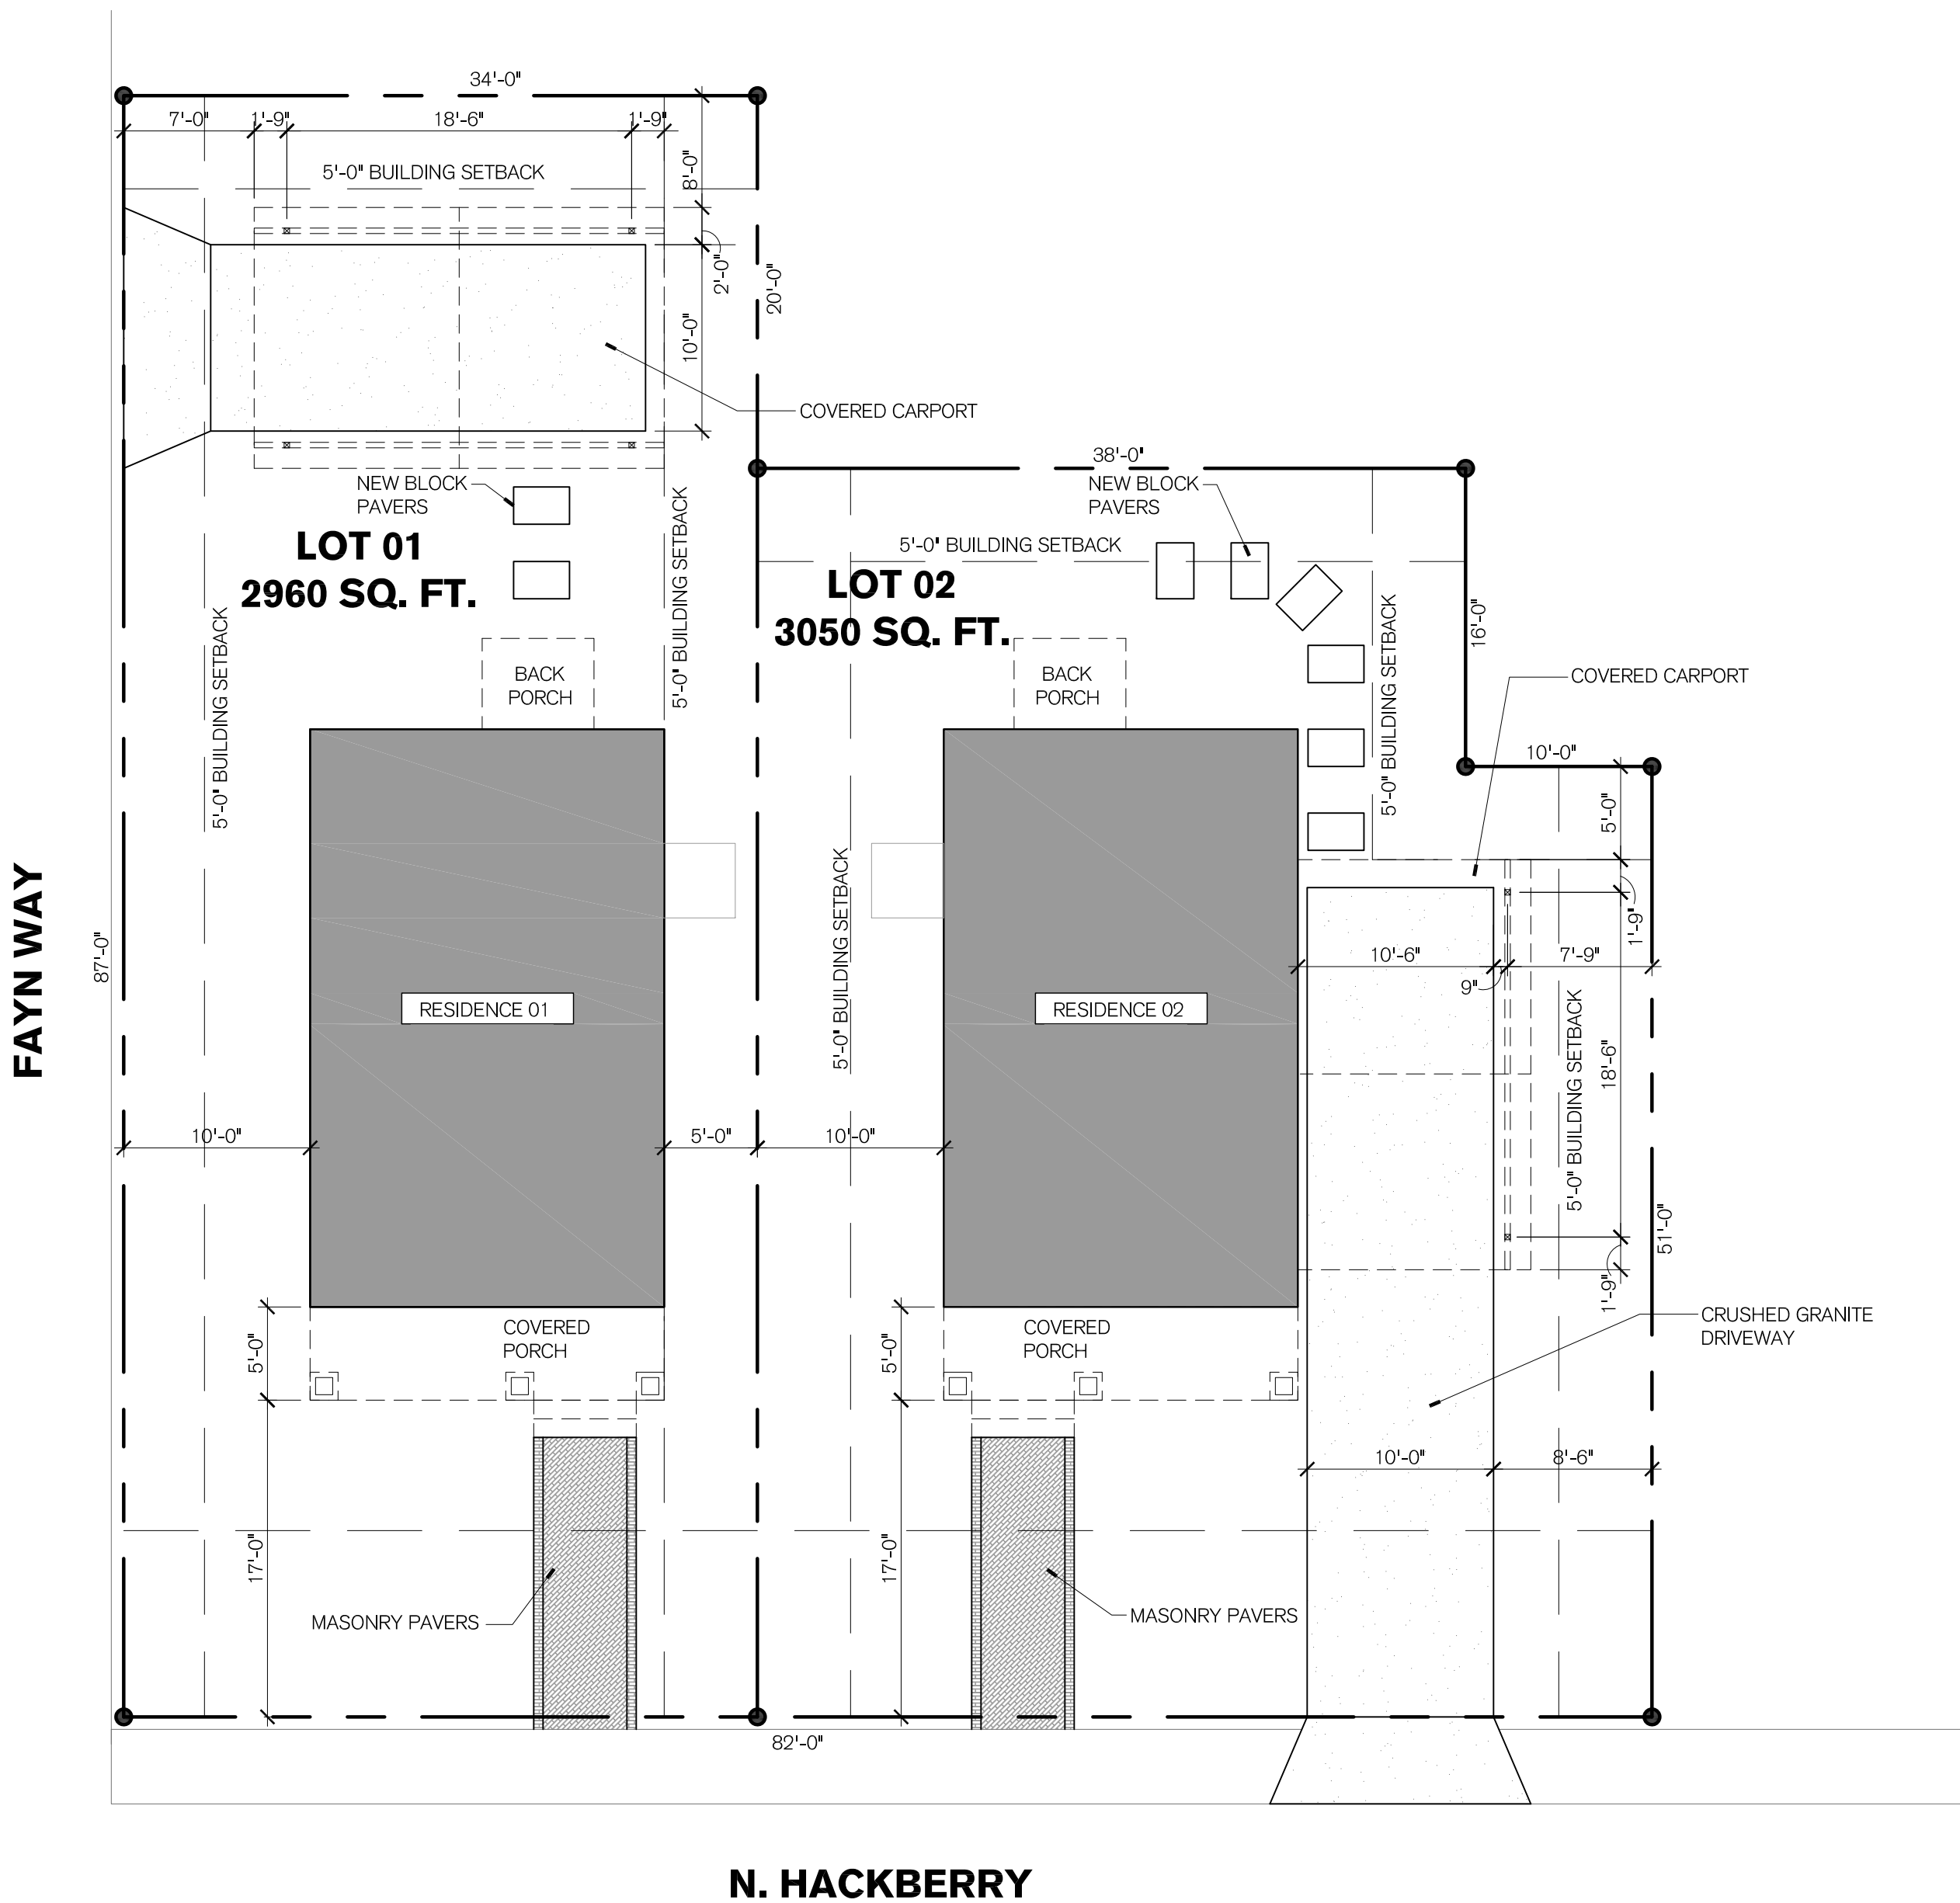 34'-0"
7'-0"
1'-9"
18'-6"
1'-9"
5'-0" BUILDING SETBACK
8'-0"
2'-0"
20'-0"
10'-0"
COVERED CARPORT
38'-0"
NEW BLOCK
PAVERS
NEW BLOCK
PAVERS
LOT 01
2960 SQ. FT.
5'-0" BUILDING SETBACK
5'-0" BUILDING SETBACK
LOT 02
3050 SQ. FT.
5'-0" BUILDING SETBACK
5'-0" BUILDING SETBACK
16'-0"
BACK
PORCH
BACK
PORCH
COVERED CARPORT
10'-0"
5'-0"
1'-9"
FAYN WAY
87'-0"
5'-0" BUILDING SETBACK
10'-6"
7'-9"
9"
RESIDENCE 01
RESIDENCE 02
5'-0" BUILDING SETBACK
18'-6"
10'-0"
5'-0"
10'-0"
51'-0"
1'-9"
COVERED
PORCH
COVERED
PORCH
CRUSHED GRANITE
DRIVEWAY
5'-0"
5'-0"
10'-0"
8'-6"
17'-0"
17'-0"
MASONRY PAVERS
MASONRY PAVERS
82'-0"
N. HACKBERRY